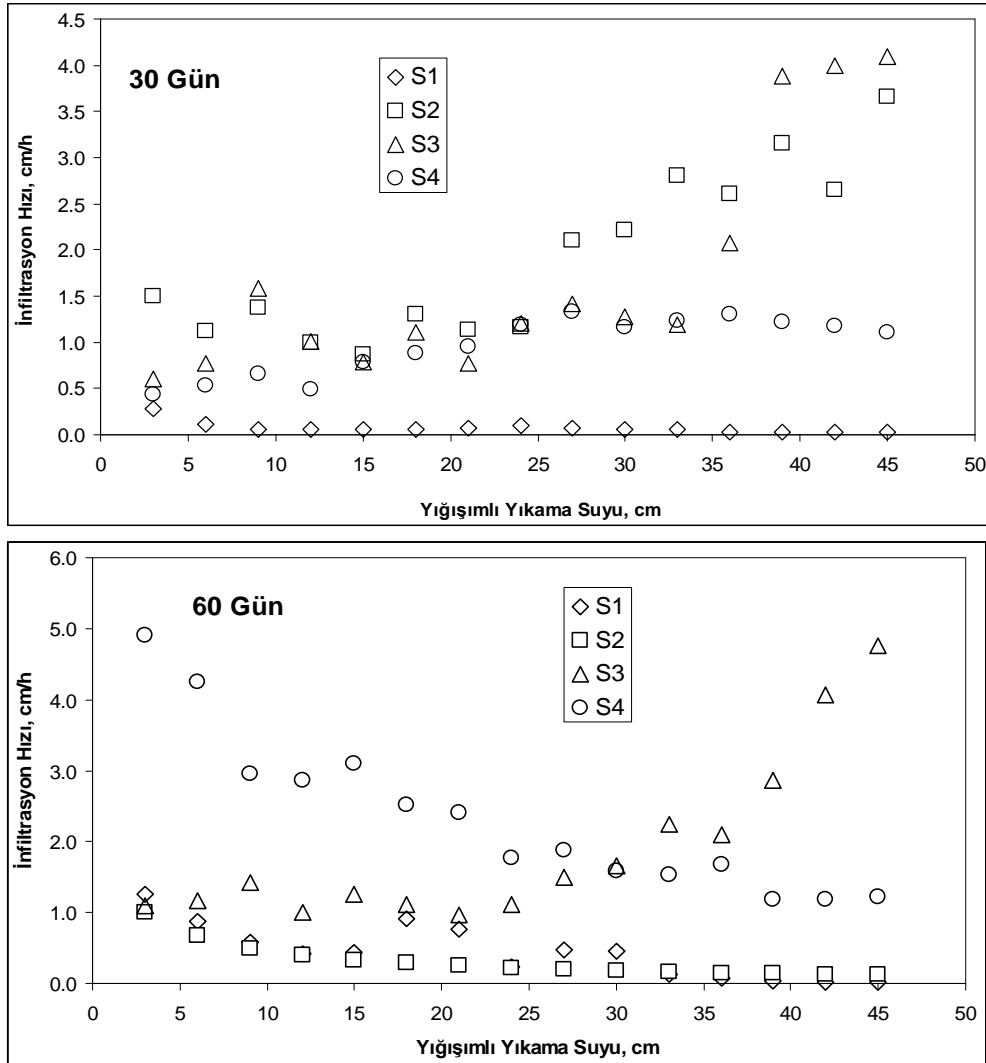 30 Gün
S1
S2
S3
S4
İnfiltrasyon Hızı, cm/h
4.5
4.0
3.5
3.0
2.5
2.0
1.5
1.0
0.5
0.0
0 5 10 15 20 25 30 35 40 45 50
Yığışımlı Yıkama Suyu, cm
60 Gün
S1
S2
S3
S4
İnfiltrasyon Hızı, cm/h
6.0
5.0
4.0
3.0
2.0
1.0
0.0
0 5 10 15 20 25 30 35 40 45 50
Yığışımlı Yıkama Suyu, cm